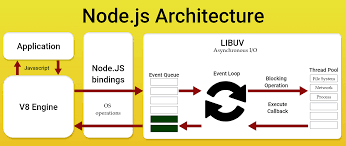 Node.js Architecture
Application
Javascript
V8 Engine
Node.JS
bindings
OS
operations
LIBUV
Asynchronous I/O
Event Queue
Event Loop
Blocking
Operation
Execute
Callback
Thread Pool
File System
Network
Process